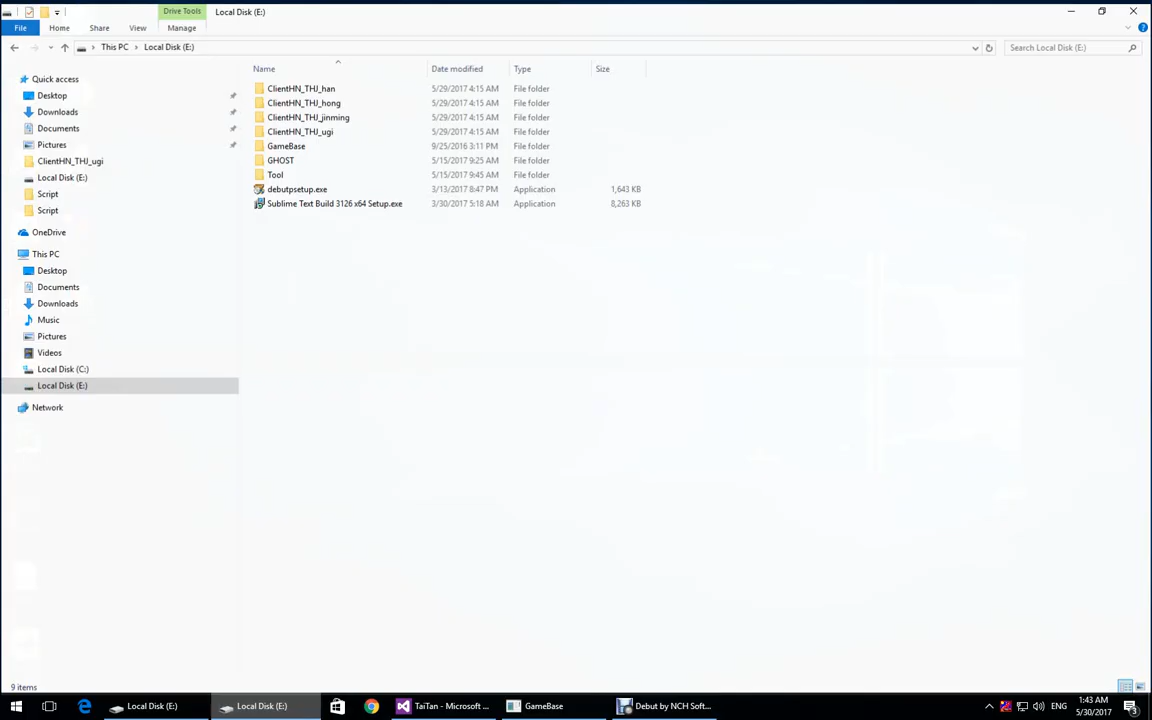 Drive Tools
Local Disk (E:)
File
Home
Share
View
Manage
This PC
Local Disk (E:)
Search Local Disk (E:)
Name
Date modified
Type
Size
Quick access
Desktop
Downloads
Documents
Pictures
ClientHN_THJ_ugi
Local Disk (E:)
Script
Script
OneDrive
This PC
Desktop
Documents
Downloads
Music
Pictures
Videos
Local Disk (C:)
Local Disk (E:)
Network
ClientHN_THJ_han 5/29/2017 4:15 AM File folder
ClientHN_THJ_hong 5/29/2017 4:15 AM File folder
ClientHN_THJ_jinming 5/29/2017 4:15 AM File folder
ClientHN_THJ_ugi 5/29/2017 4:15 AM File folder
GameBase 9/25/2016 3:11 PM File folder
GHOST 5/15/2017 9:25 AM File folder
Tool 5/15/2017 9:45 AM File folder
debutpsetup.exe 3/13/2017 8:47 PM Application 1,643 KB
Sublime Text Build 3126 x64 Setup.exe 3/30/2017 5:18 AM Application 8,263 KB
9 items
Local Disk (E:)
Local Disk (E:)
TaiTan - Microsoft ...
GameBase
Debut by NCH Soft...
ENG
1:43 AM
5/30/2017
3